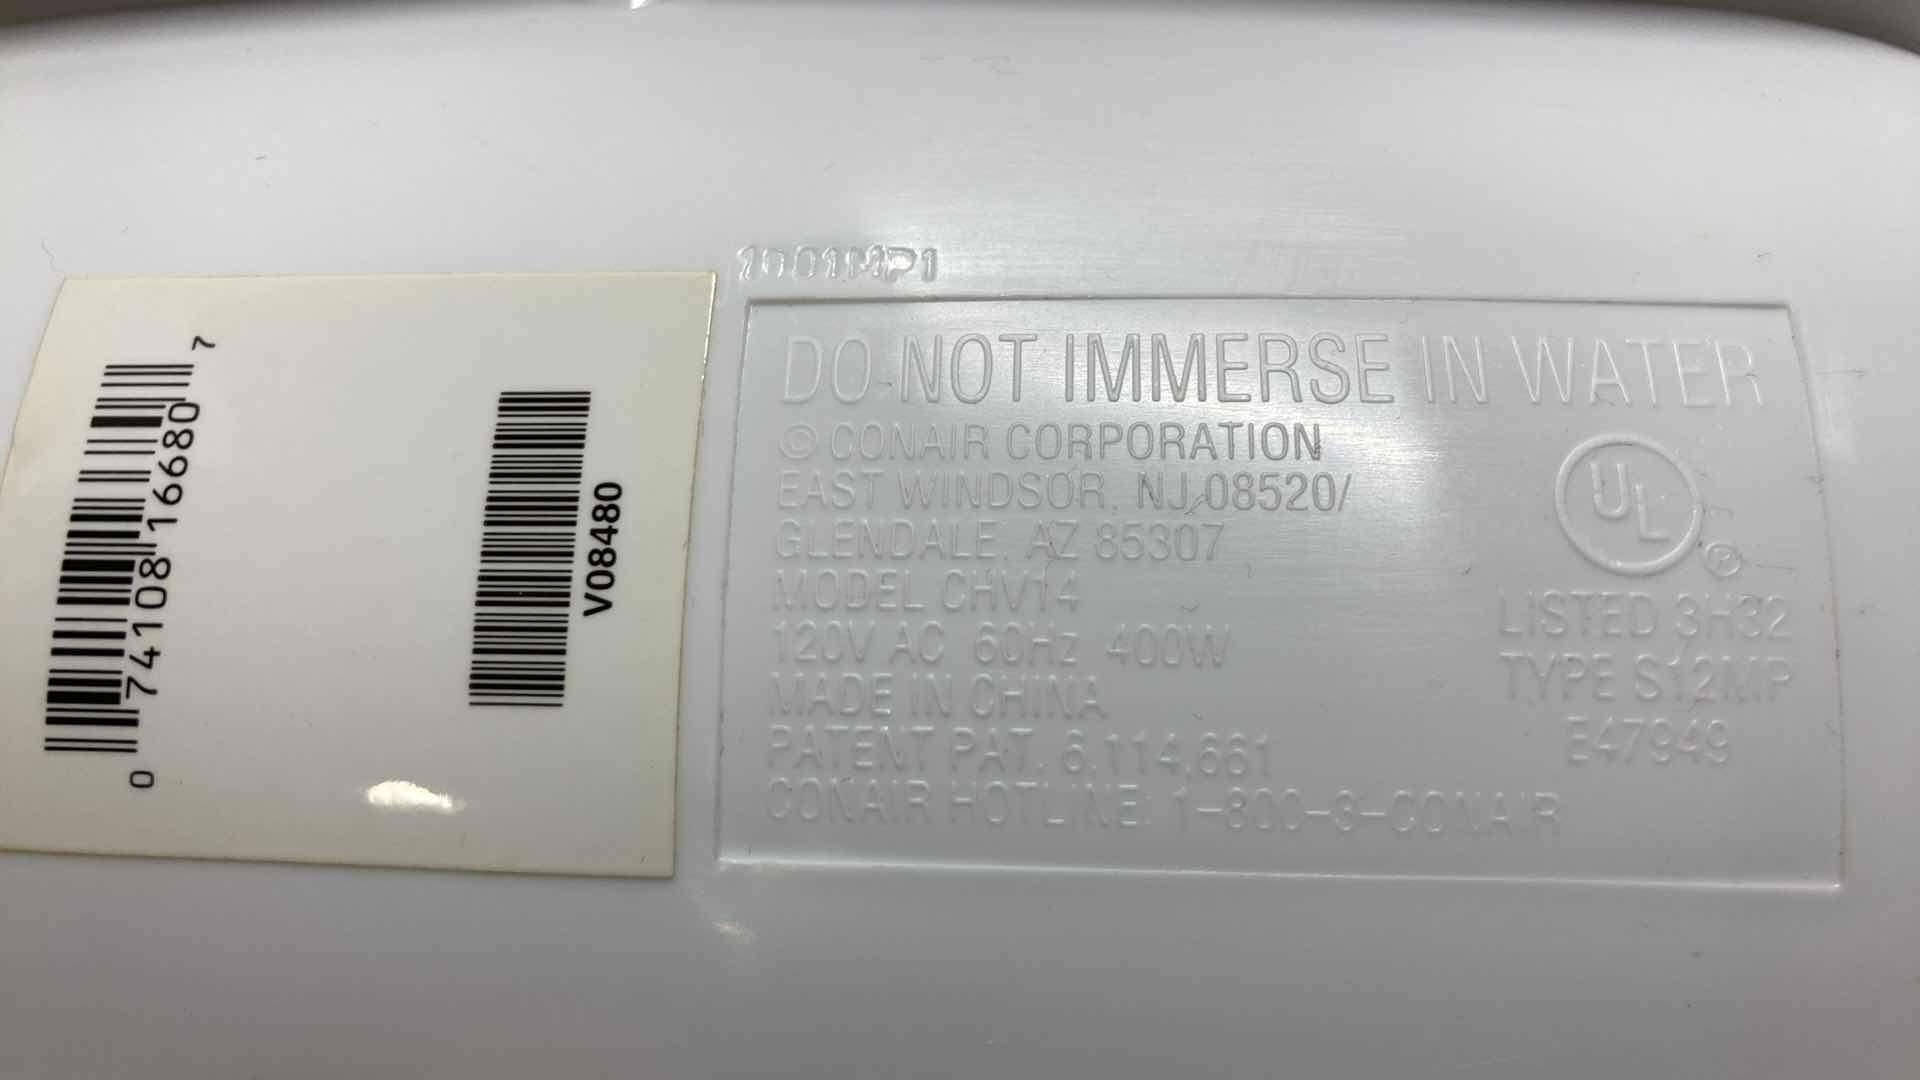 0 74108 16680 7
V08480
1001MP1
DO NOT IMMERSE IN WATER
© CONAIR CORPORATION
EAST WINDSOR, NJ 08520/
GLENDALE, AZ 85307
MODEL CHV14
120V AC 60Hz 400W
MADE IN CHINA
PATENT PAT. 6,114,661
CONAIR HOTLINE: 1-800-3-CONAIR
UL
®
LISTED 3H32
TYPE S12MP
E47949